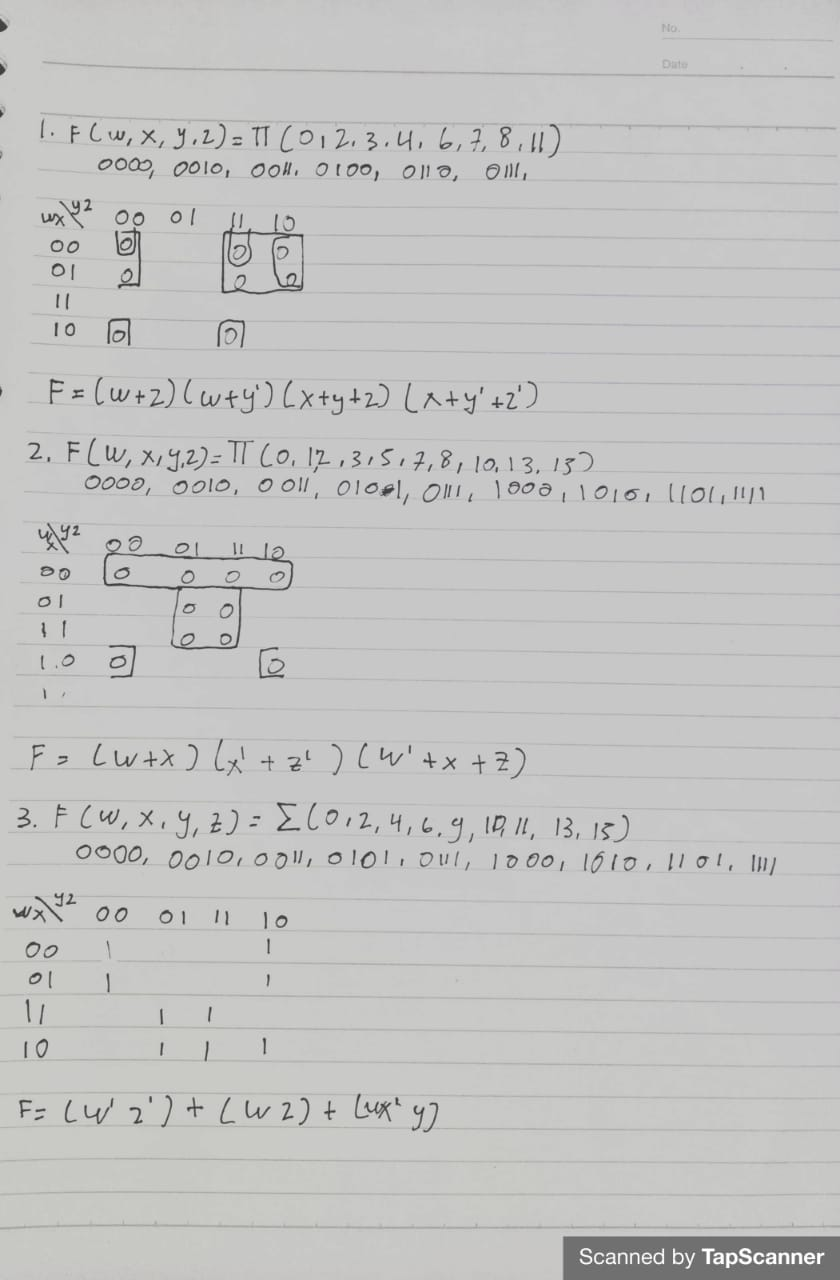 No.
Date
1. F(w, x, y, z) = Π (0, 2, 3, 4, 6, 7, 8, 11)
0000, 0010, 0011, 0100, 0110, 0111,
wx\yz 00 01 11 10
00 0 0 0
01 0 0 0
11
10 0 0
F = (w+z)(w+y')(x+y+z)(x+y'+z')
2. F(w, x, y, z) = Π (0, 12, 3, 5, 7, 8, 10, 13, 15)
0000, 0010, 0011, 0101, 0111, 1000, 1010, 1101, 1111
wx\yz 00 01 11 10
00 0 0 0 0
01 0 0
11 0 0
1.0 0 0
1.
F = (w+x)(x'+z')(w'+x+z)
3. F(w, x, y, z) = Σ(0, 2, 4, 6, 9, 10, 11, 13, 15)
0000, 0010, 0011, 0101, 0111, 1000, 1010, 1101, 1111
wx\yz 00 01 11 10
00 1 1
01 1 1
11 1 1
10 1 1 1
F = (w'z') + (wz) + (wx'y)
Scanned by TapScanner